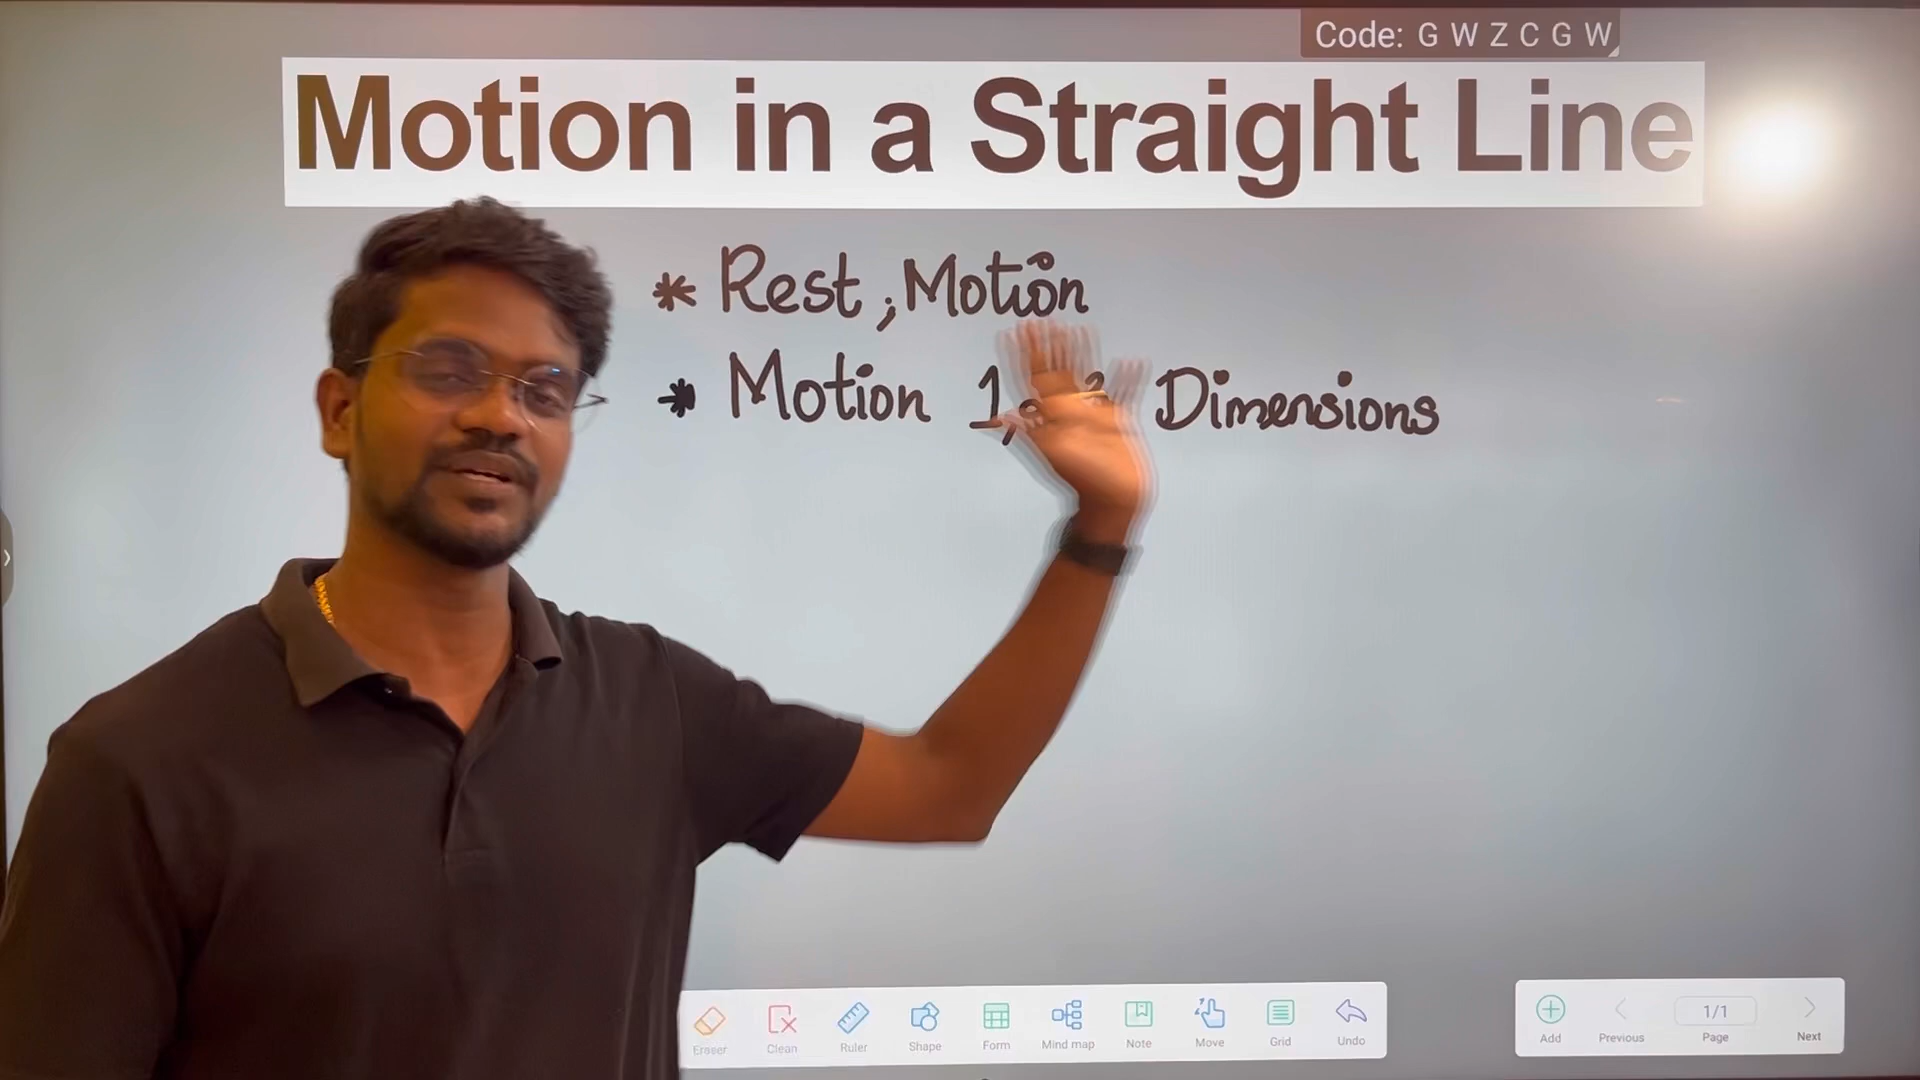 Code: G W Z C G W
Motion in a Straight Line
* Rest ; Motion
* Motion 1, Dimensions
Eraser Clean Ruler Shape Form Mind map Note Move Grid Undo
Add Previous 1/1 Page Next